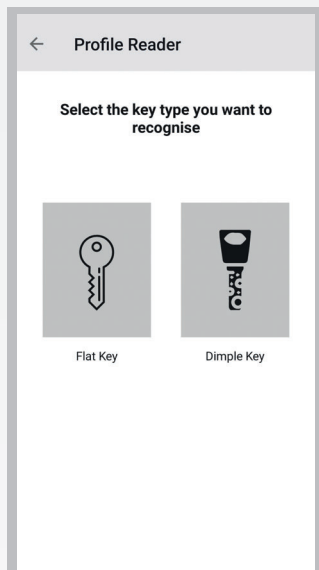 Profile Reader
Select the key type you want to
recognise
Flat Key
Dimple Key